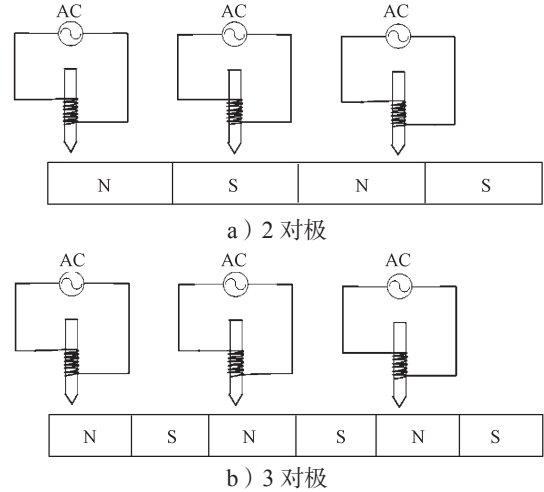 AC AC AC
N S N S
a）2 对极
AC AC AC
N S N S N S
b）3 对极